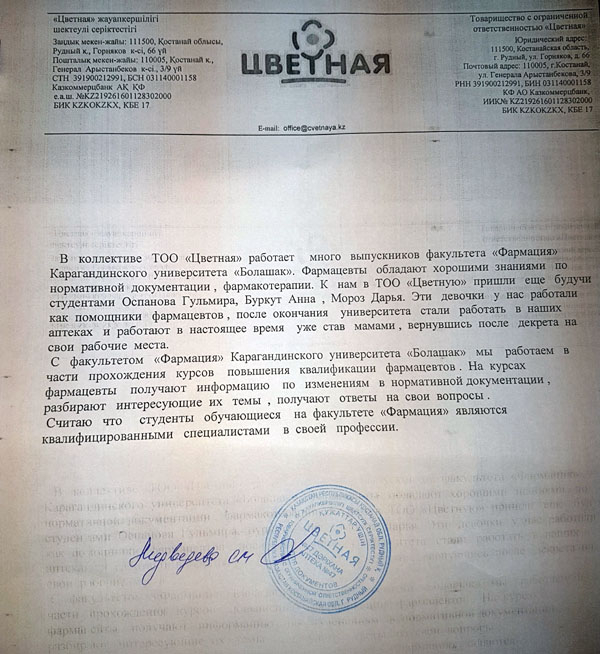 «Цветная» жауапкершілігі
шектеулі серіктестігі
Заңдық мекен-жайы: 111500, Қостанай облысы,
Рудный қ., Горняков к-сі, 66 үй
Пошталық мекен-жайы: 110005, Қостанай қ.,
Генерал Арыстанбеков к-сі., 3/9 үй
СТН 391900212991, БСН 031140001158
Казкоммерцбанк АҚ ҚФ
е.а.ш. №KZ219261601128302000
БИК KZKOKZKX, КБЕ 17
ЦВЕТНАЯ
Товарищество с ограниченной
ответственностью «Цветная»
Юридический адрес:
111500, Костанайская область,
г. Рудный, ул. Горняков, д. 66
Почтовый адрес: 110005, г.Костанай,
ул. Генерала Арыстанбекова, 3/9
РНН 391900212991, БИН 031140001158
КФ АО Казкоммерцбанк,
ИИК№ KZ219261601128302000
БИК KZKOKZKX, КБЕ 17
E-mail: office@cvetnaya.kz
В коллективе ТОО «Цветная» работает много выпускников факультета «Фармация»
Карагандинского университета «Болашак». Фармацевты обладают хорошими знаниями по
нормативной документации , фармакотерапии. К нам в ТОО «Цветную» пришли еще будучи
студентами Оспанова Гульмира, Буркут Анна , Мороз Дарья. Эти девочки у нас работали
как помощники фармацевтов , после окончания университета стали работать в наших
аптеках и работают в настоящее время уже став мамами , вернувшись после декрета на
свои рабочие места.
С факультетом «Фармация» Карагандинского университета «Болашак» мы работаем в
части прохождения курсов повышения квалификации фармацевтов . На курсах
фармацевты получают информацию по изменениям в нормативной документации ,
разбирают интересующие их темы , получают ответы на свои вопросы .
Считаю что студенты обучающиеся на факультете «Фармация» являются
квалифицированными специалистами в своей профессии.
Медведева см
ҚҰЖАТТАР ҮШІН
ЦВЕТНАЯ
ДОКУМЕНТОВ